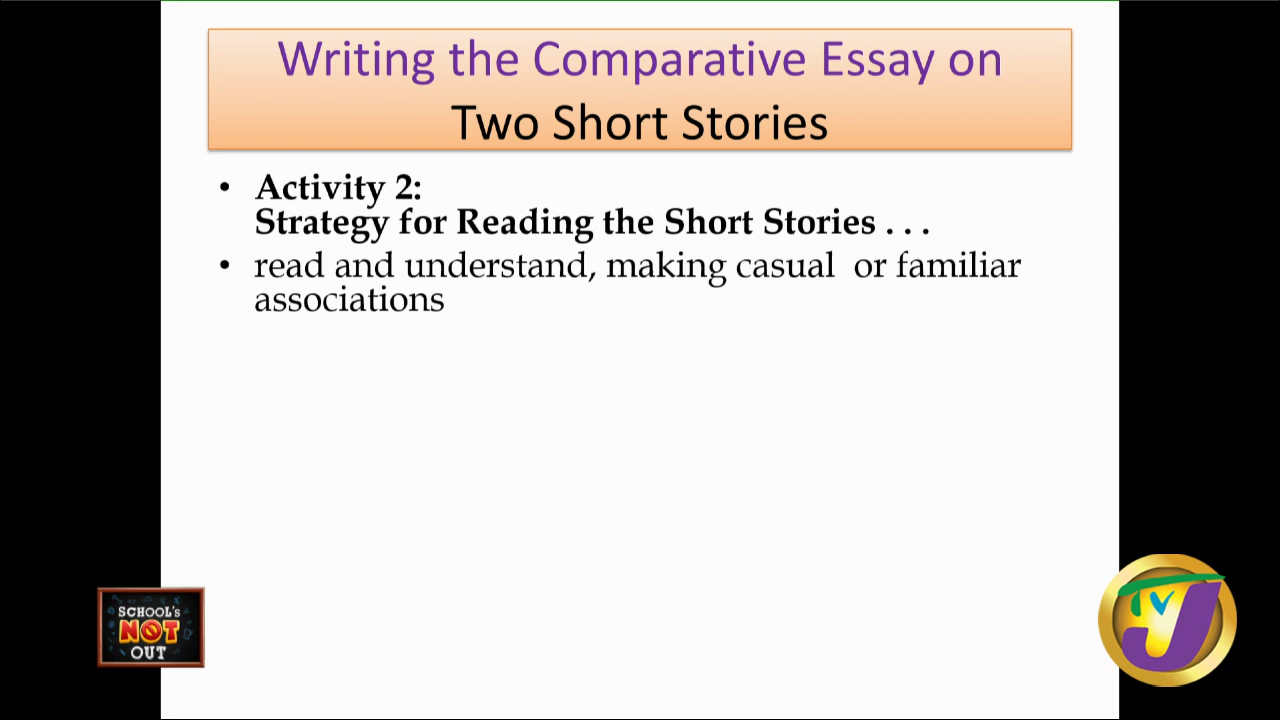 Writing the Comparative Essay on
Two Short Stories
• Activity 2:
Strategy for Reading the Short Stories . . .
• read and understand, making casual  or familiar
associations
SCHOOL's
NOT
OUT
TVJ